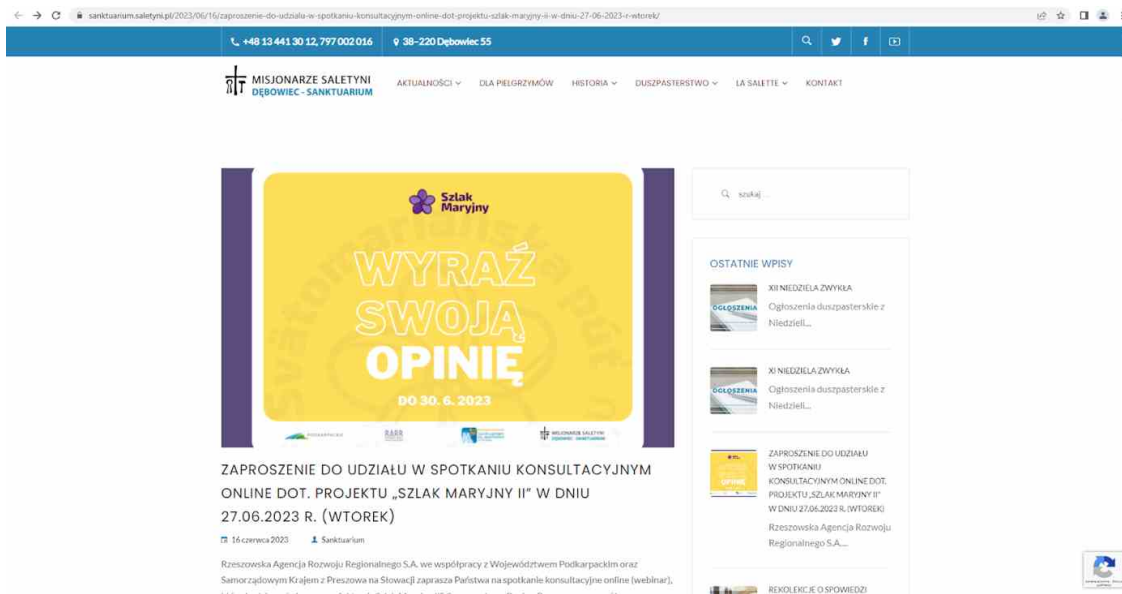 sanktuarium.saletyni.pl/2023/06/16/zaproszenie-do-udzialu-w-spotkaniu-konsultacyjnym-online-dot-projektu-szlak-maryjny-ii-w-dniu-27-06-2023-r-wtorek/
+48 13 441 30 12, 797 002 016
38-220 Dębowiec 55
MISJONARZE SALETYNI
DĘBOWIEC - SANKTUARIUM
AKTUALNOŚCI
DLA PIELGRZYMÓW
HISTORIA
DUSZPASTERSTWO
LA SALETTE
KONTAKT
Szlak
Maryjny
WYRAŹ
SWOJĄ
OPINIĘ
DO 30. 6. 2023
Svätomariánska púť
PODKARPACKIE
RARR
MISJONARZE SALETYNI
DĘBOWIEC - SANKTUARIUM
ZAPROSZENIE DO UDZIAŁU W SPOTKANIU KONSULTACYJNYM
ONLINE DOT. PROJEKTU „SZLAK MARYJNY II” W DNIU
27.06.2023 R. (WTOREK)
16 czerwca 2023
Sanktuarium
Rzeszowska Agencja Rozwoju Regionalnego S.A. we współpracy z Województwem Podkarpackim oraz
Samorządowym Krajem z Preszowa na Słowacji zaprasza Państwa na spotkanie konsultacyjne online (webinar),
szukaj ...
OSTATNIE WPISY
XII NIEDZIELA ZWYKŁA
OGŁOSZENIA
Ogłoszenia duszpasterskie z
Niedzieli...
XI NIEDZIELA ZWYKŁA
OGŁOSZENIA
Ogłoszenia duszpasterskie z
Niedzieli...
ZAPROSZENIE DO UDZIAŁU
W SPOTKANIU
KONSULTACYJNYM ONLINE DOT.
PROJEKTU „SZLAK MARYJNY II”
W DNIU 27.06.2023 R. (WTOREK)
OPINIĘ
Rzeszowska Agencja Rozwoju
Regionalnego S.A....
REKOLEKCJE O SPOWIEDZI